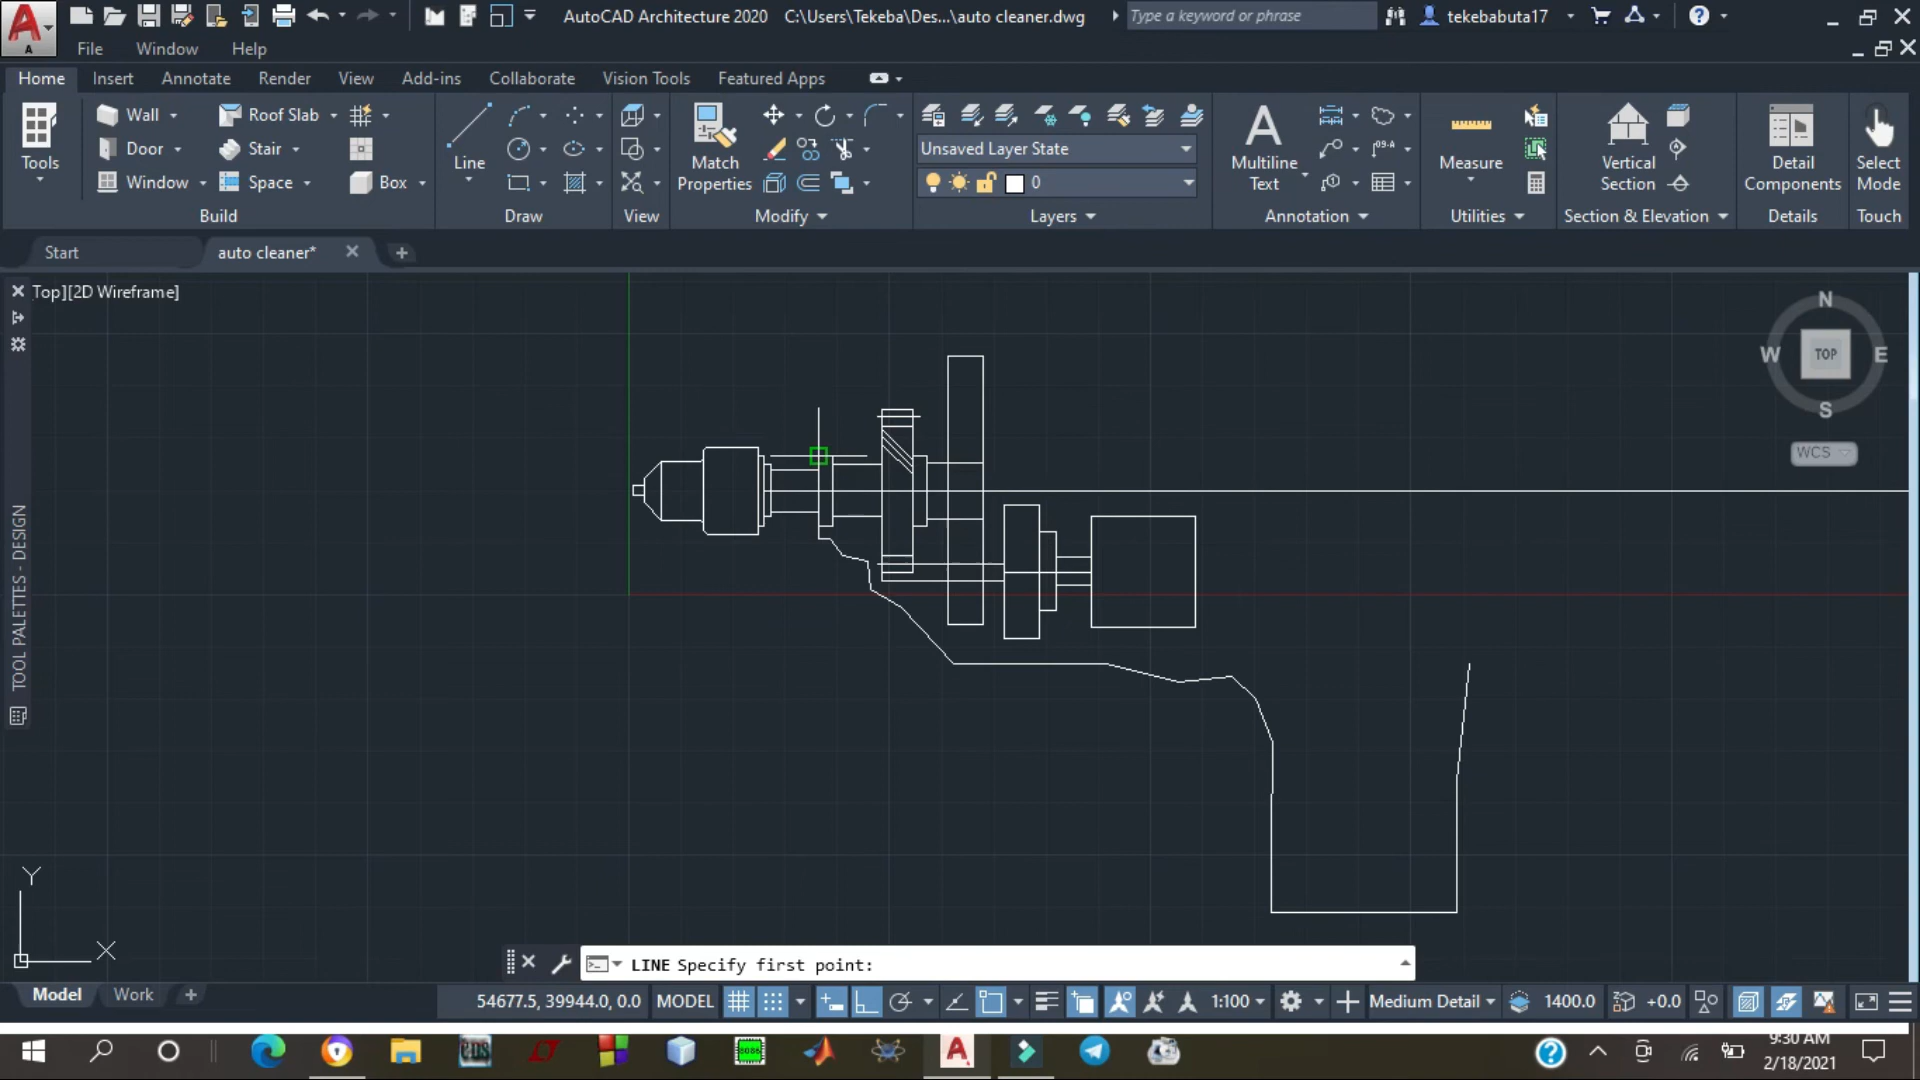 AutoCAD Architecture 2020 C:\Users\Tekeba\Des...\auto cleaner.dwg
Type a keyword or phrase
tekebabuta17
A
File Window Help
Home Insert Annotate Render View Add-ins Collaborate Vision Tools Featured Apps
Tools
Wall
Roof Slab
Door
Stair
Window
Space
Box
Line
Match
Properties
Unsaved Layer State
0
A
Multiline
Text
Measure
Vertical
Section
Detail
Components
Select
Mode
Build
Draw
View
Modify
Layers
Annotation
Utilities
Section & Elevation
Details
Touch
Start
auto cleaner*
Top][2D Wireframe]
N
W
TOP
E
S
WCS
TOOL PALETTES - DESIGN
Y
X
LINE Specify first point:
Model
Work
54677.5, 39944.0, 0.0
MODEL
1:100
Medium Detail
1400.0
+0.0
9:30 AM
2/18/2021